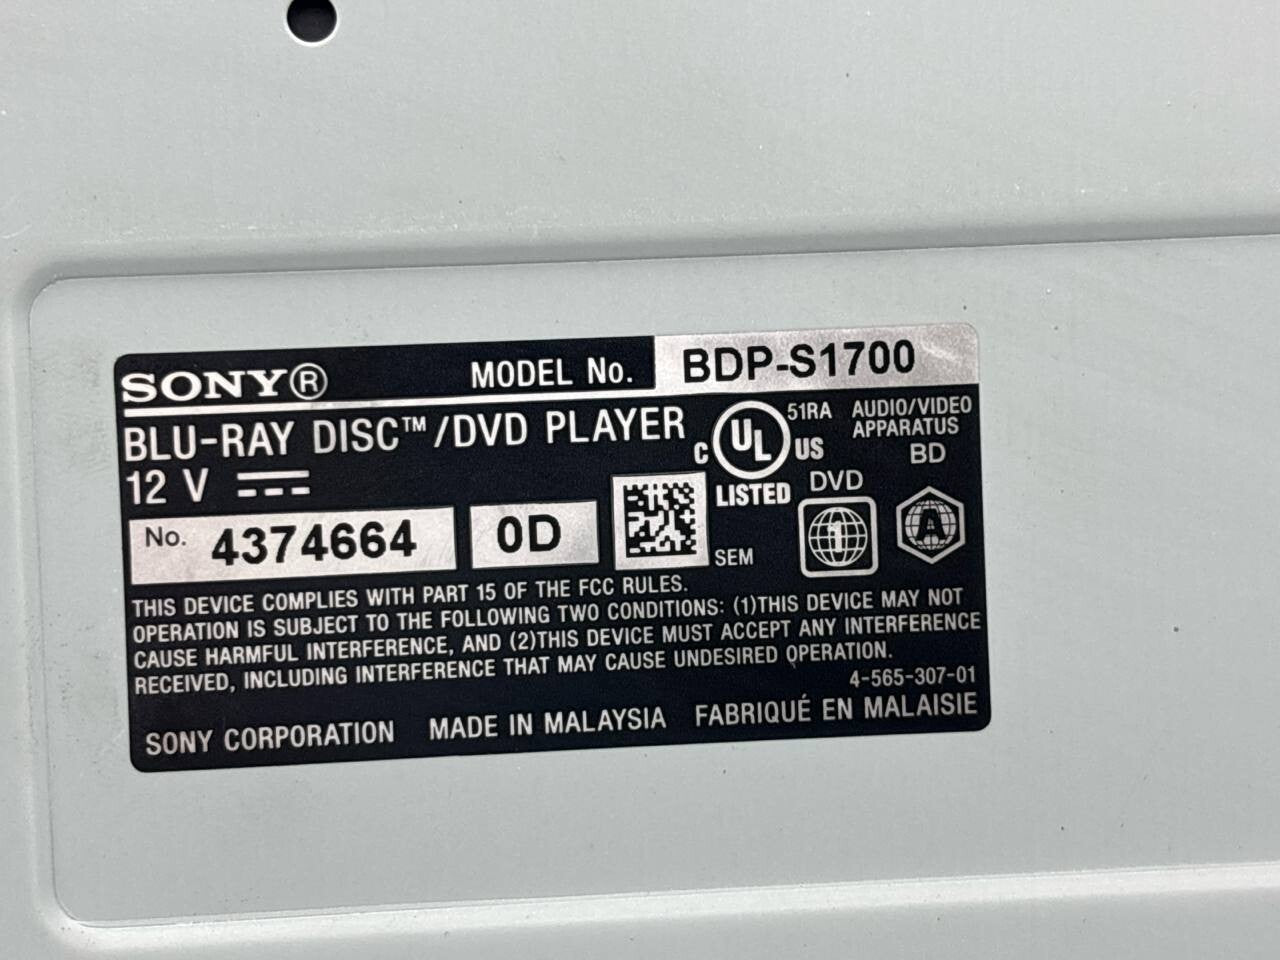 SONY® MODEL No. BDP-S1700
BLU-RAY DISC™/DVD PLAYER
12 V
C UL US LISTED 51RA
AUDIO/VIDEO
APPARATUS
DVD BD
1 A
No. 4374664 0D
SEM
THIS DEVICE COMPLIES WITH PART 15 OF THE FCC RULES.
OPERATION IS SUBJECT TO THE FOLLOWING TWO CONDITIONS: (1)THIS DEVICE MAY NOT
CAUSE HARMFUL INTERFERENCE, AND (2)THIS DEVICE MUST ACCEPT ANY INTERFERENCE
RECEIVED, INCLUDING INTERFERENCE THAT MAY CAUSE UNDESIRED OPERATION.
4-565-307-01
SONY CORPORATION MADE IN MALAYSIA FABRIQUÉ EN MALAISIE